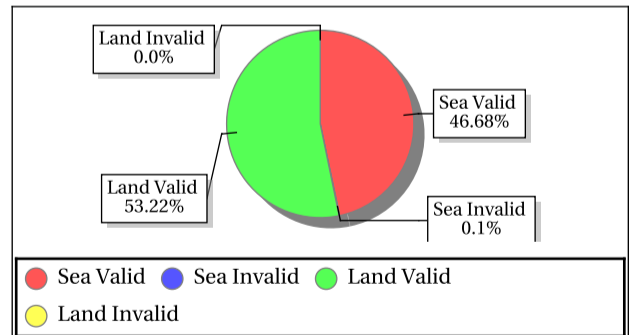 Land Invalid
0.0%
Sea Valid
46.68%
Land Valid
53.22%
Sea Invalid
0.1%
Sea Valid Sea Invalid Land Valid
Land Invalid